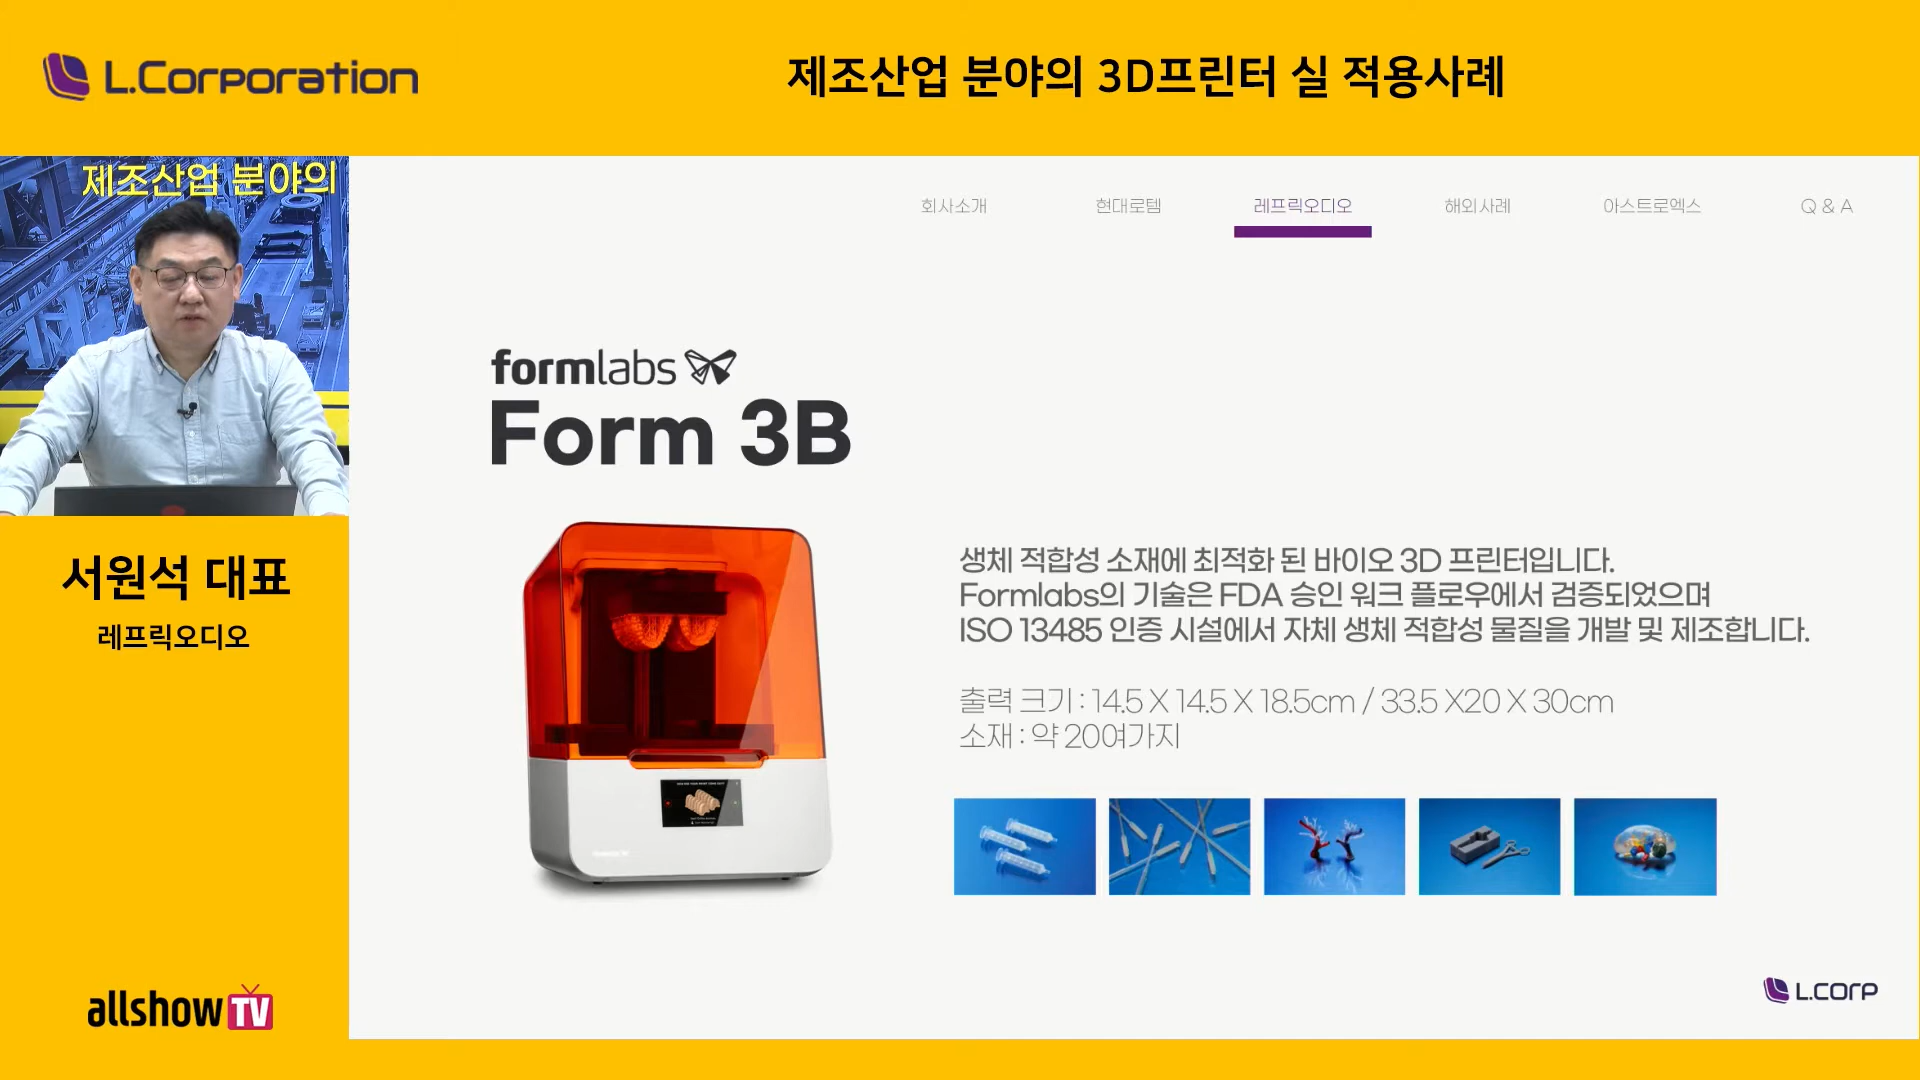 L.Corporation
제조산업 분야의 3D프린터 실 적용사례
제조산업 분야의
회사소개
현대로템
레프릭오디오
해외사례
아스트로엑스
Q & A
formlabs
Form 3B
생체 적합성 소재에 최적화 된 바이오 3D 프린터입니다.
Formlabs의 기술은 FDA 승인 워크 플로우에서 검증되었으며
ISO 13485 인증 시설에서 자체 생체 적합성 물질을 개발 및 제조합니다.
출력 크기 : 14.5 X 14.5 X 18.5cm / 33.5 X20 X 30cm
소재 : 약 20여가지
서원석 대표
레프릭오디오
allshowTV
L.CORP